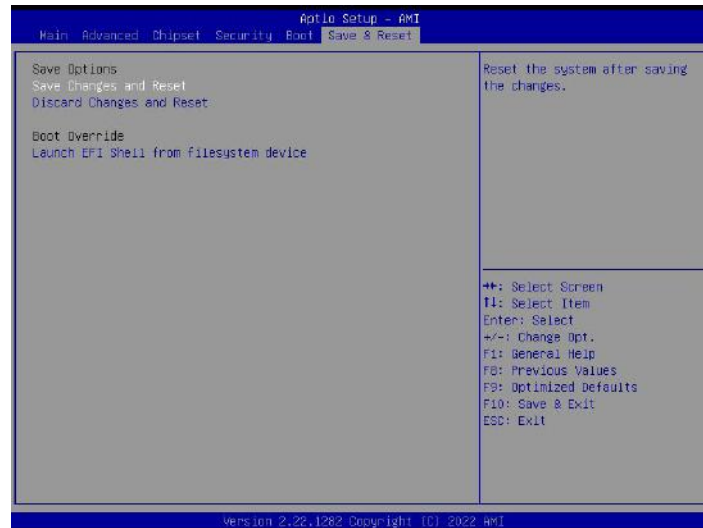 Aptio Setup - AMI
Main Advanced Chipset Security Boot Save & Reset
Save Options
Save Changes and Reset
Discard Changes and Reset
Boot Override
Launch EFI Shell from filesystem device
Reset the system after saving
the changes.
→←: Select Screen
↑↓: Select Item
Enter: Select
+/-: Change Opt.
F1: General Help
F8: Previous Values
F9: Optimized Defaults
F10: Save & Exit
ESC: Exit
Version 2.22.1282 Copyright (C) 2022 AMI